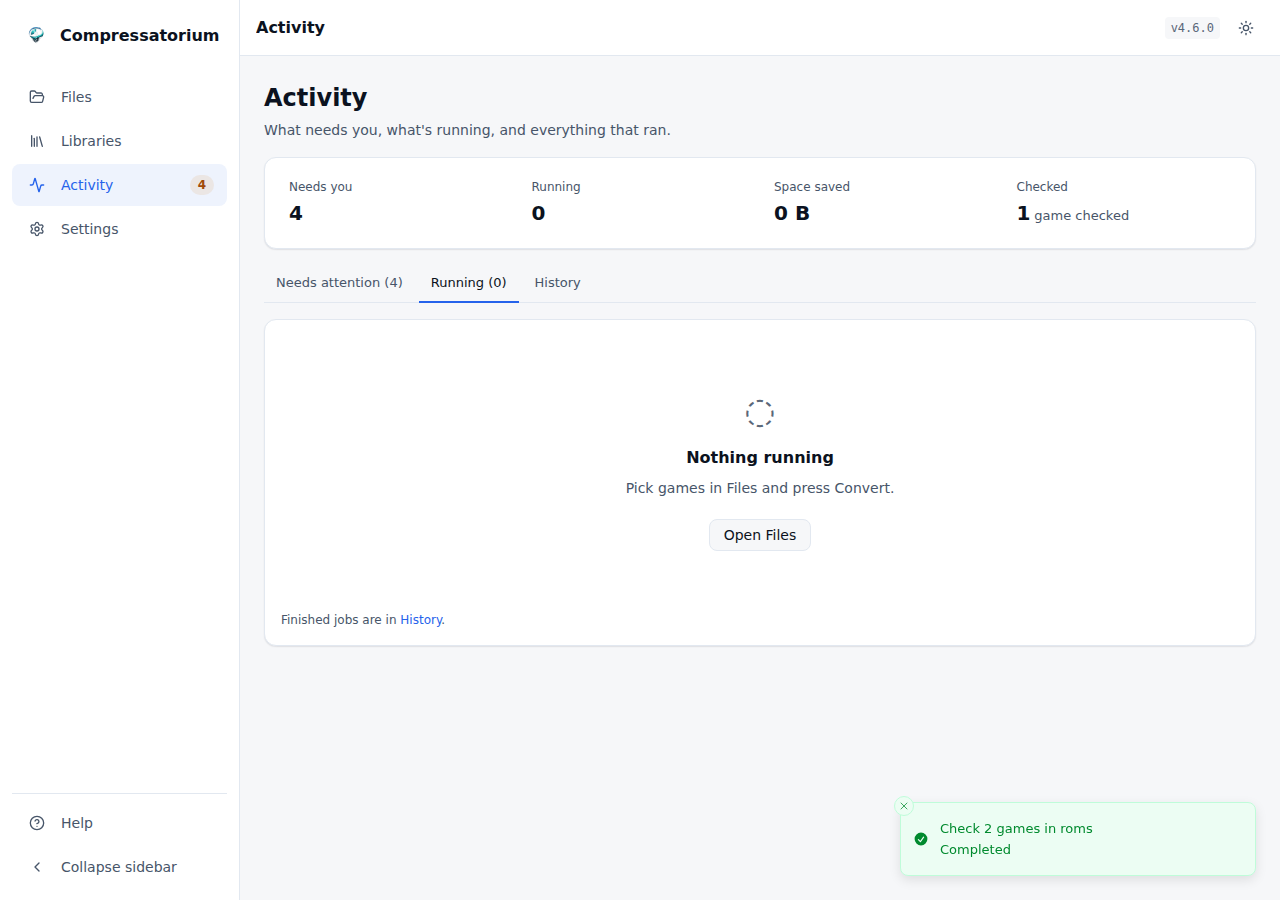 Compressatorium
Activity
v4.6.0
Files
Libraries
Activity
4
Settings
Activity
What needs you, what's running, and everything that ran.
Needs you
4
Running
0
Space saved
0 B
Checked
1 game checked
Needs attention (4)
Running (0)
History
Nothing running
Pick games in Files and press Convert.
Open Files
Finished jobs are in History.
Help
Collapse sidebar
Check 2 games in roms
Completed